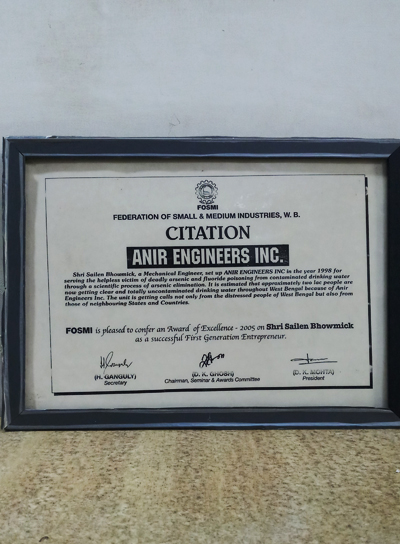 FOSMI
FEDERATION OF SMALL & MEDIUM INDUSTRIES, W. B.
CITATION
ANIR ENGINEERS INC.
Shri Sailen Bhowmick, a Mechanical Engineer, set up ANIR ENGINEERS INC in the year 1998 for
serving the helpless victim of deadly arsenic and fluoride poisoning from contaminated drinking water
through a scientific process of arsenic elimination. It is estimated that approximately two lac people are
now getting clear and totally uncontaminated drinking water throughout West Bengal because of Anir
Engineers Inc. The unit is getting calls not only from the distressed people of West Bengal but also from
those of neighbouring States and Countries.
FOSMI is pleased to confer an Award of Excellence - 2005 on Shri Sailen Bhowmick
as a successful First Generation Entrepreneur.
(H. GANGULY)
Secretary
(D. K. GHOSH)
Chairman, Seminar & Awards Committee
(D. K. MOHTA)
President